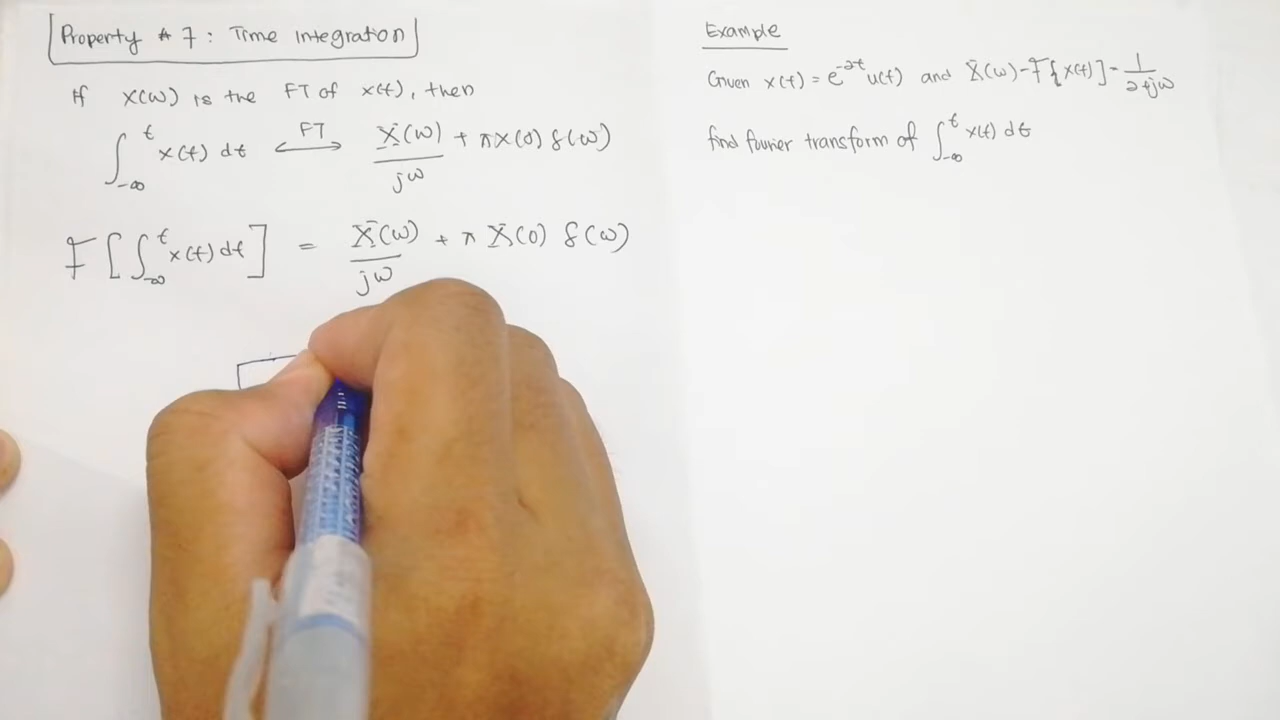 Property # 7: Time Integration
If X(ω) is the FT of x(t), then
∫_{-∞}^{t} x(t) dt ⟷^{FT} X(ω)/jω + πX(0) δ(ω)
F[∫_{-∞}^{t} x(t) dt] = X(ω)/jω + π X(0) δ(ω)
Example
Given x(t) = e^{-2t} u(t) and X(ω) = F[x(t)] = 1/(2+jω)
find fourier transform of ∫_{-∞}^{t} x(t) dt